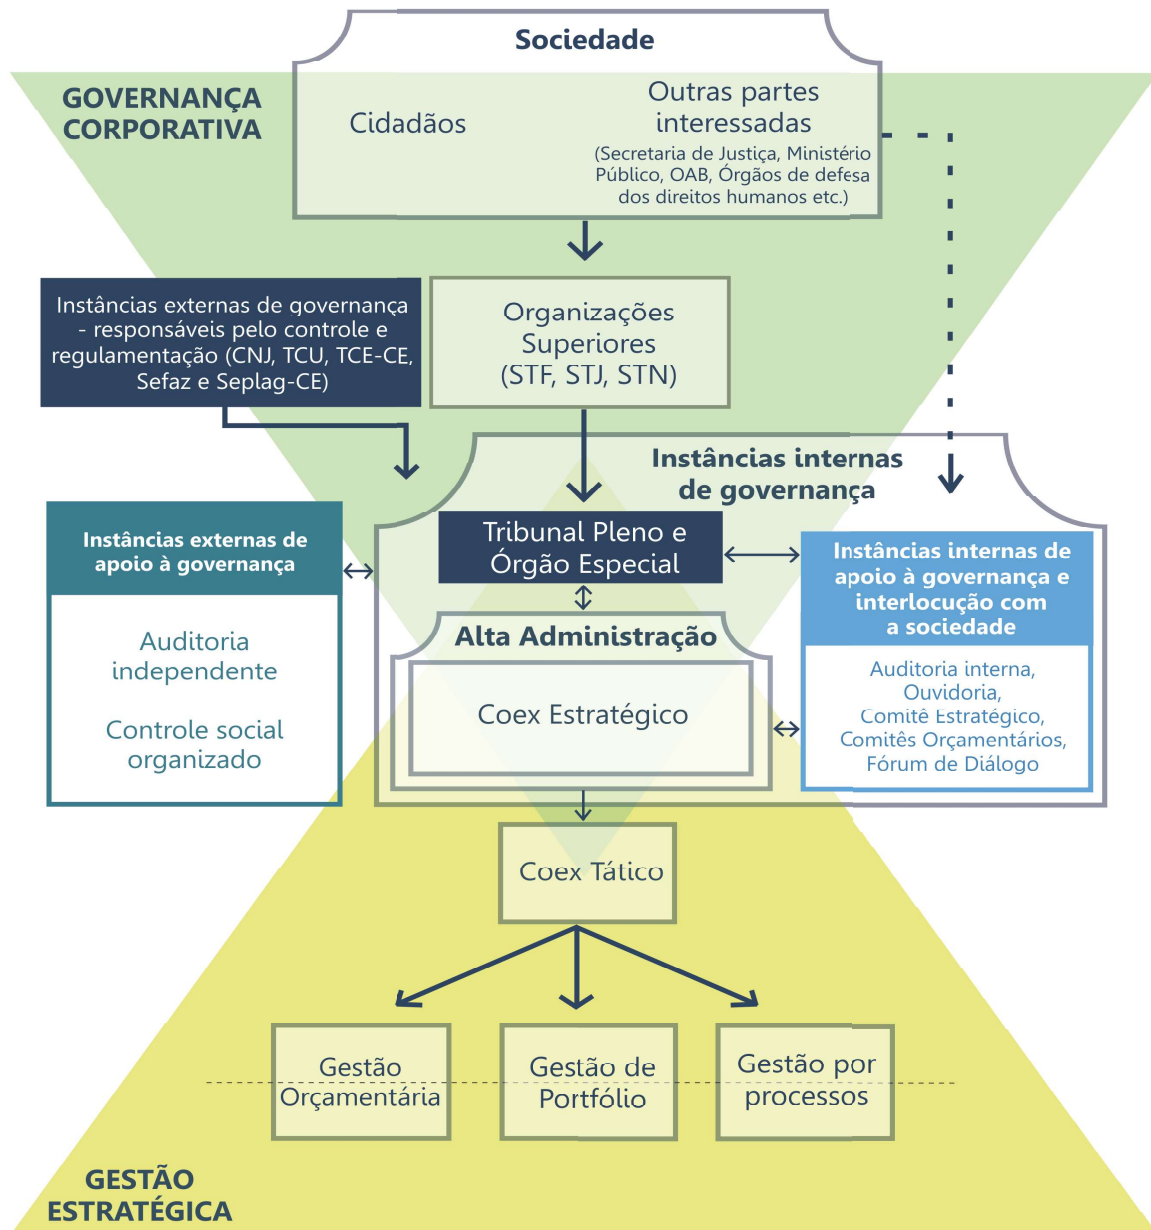 Sociedade
GOVERNANÇA
CORPORATIVA
Cidadãos
Outras partes
interessadas
(Secretaria de Justiça, Ministério
Público, OAB, Órgãos de defesa
dos direitos humanos etc.)
Instâncias externas de governança
- responsáveis pelo controle e
regulamentação (CNJ, TCU, TCE-CE,
Sefaz e Seplag-CE)
Organizações
Superiores
(STF, STJ, STN)
Instâncias internas
de governança
Instâncias externas de
apoio à governança
Auditoria
independente
Controle social
organizado
Tribunal Pleno e
Órgão Especial
Alta Administração
Coex Estratégico
Instâncias internas de
apoio à governança e
interlocução com
a sociedade
Auditoria interna,
Ouvidoria,
Comitê Estratégico,
Comitês Orçamentários,
Fórum de Diálogo
Coex Tático
Gestão
Orçamentária
Gestão de
Portfólio
Gestão por
processos
GESTÃO
ESTRATÉGICA